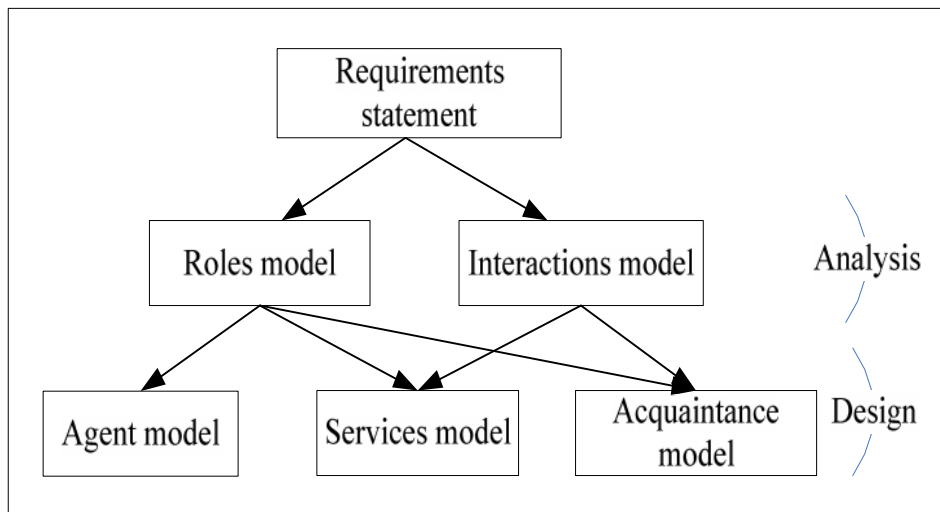 Requirements
statement
Roles model
Interactions model
Analysis
Agent model
Services model
Acquaintance
model
Design